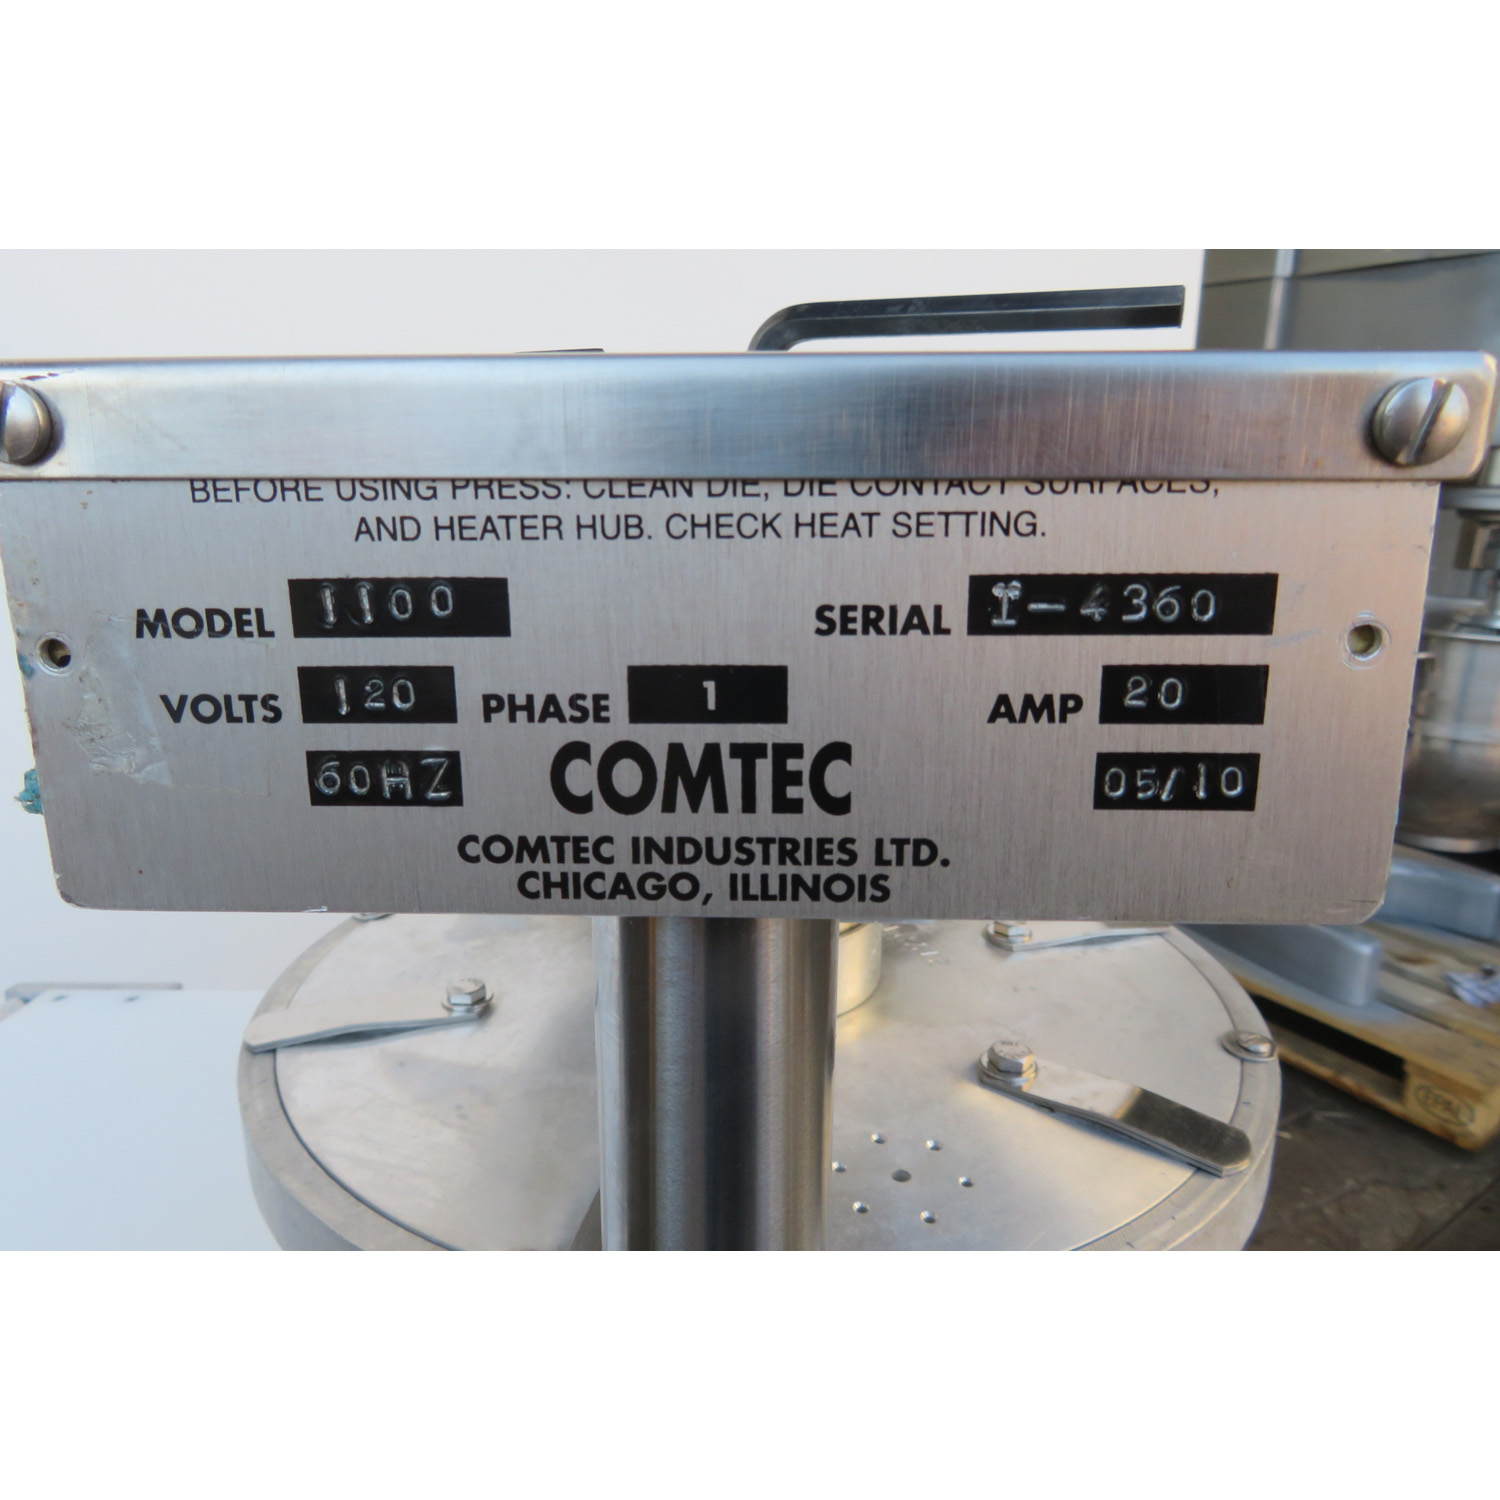 BEFORE USING PRESS: CLEAN DIE, DIE CONTACT SURFACES,
AND HEATER HUB. CHECK HEAT SETTING.
MODEL 1100 SERIAL I-4360
VOLTS 120 PHASE 1 AMP 20
60HZ COMTEC 05/10
COMTEC INDUSTRIES LTD.
CHICAGO, ILLINOIS
EPAL